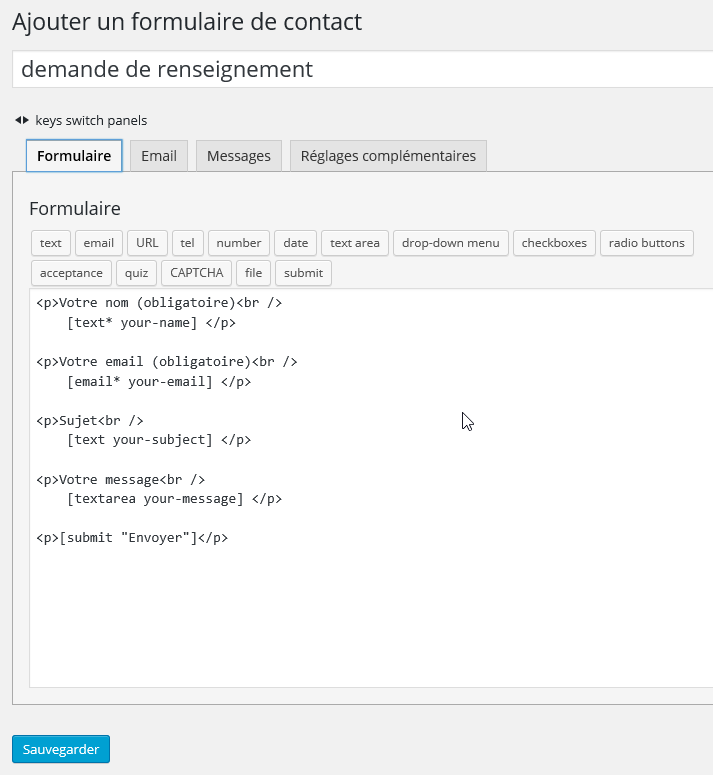 Ajouter un formulaire de contact
demande de renseignement
keys switch panels
Formulaire Email Messages Réglages complémentaires
Formulaire
text email URL tel number date text area drop-down menu checkboxes radio buttons
acceptance quiz CAPTCHA file submit
<p>Votre nom (obligatoire)<br />
    [text* your-name] </p>
<p>Votre email (obligatoire)<br />
    [email* your-email] </p>
<p>Sujet<br />
    [text your-subject] </p>
<p>Votre message<br />
    [textarea your-message] </p>
<p>[submit "Envoyer"]</p>
Sauvegarder